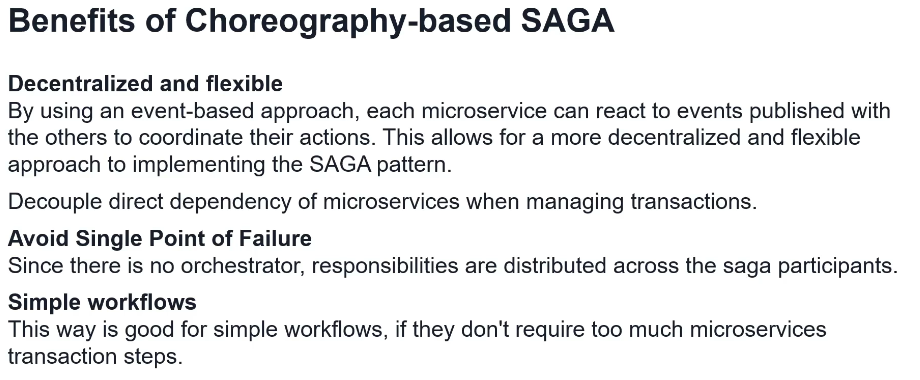 Benefits of Choreography-based SAGA
Decentralized and flexible
By using an event-based approach, each microservice can react to events published with
the others to coordinate their actions. This allows for a more decentralized and flexible
approach to implementing the SAGA pattern.
Decouple direct dependency of microservices when managing transactions.
Avoid Single Point of Failure
Since there is no orchestrator, responsibilities are distributed across the saga participants.
Simple workflows
This way is good for simple workflows, if they don't require too much microservices
transaction steps.